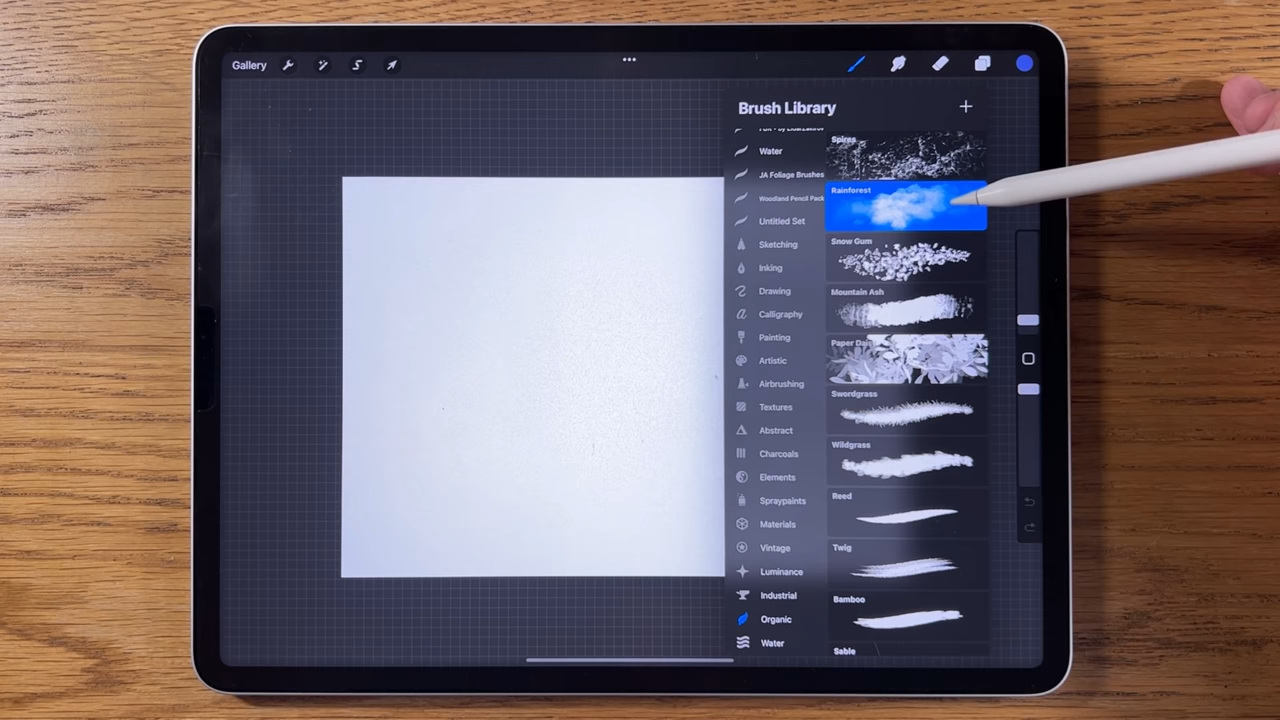 Gallery
Brush Library
Water
JA Foliage Brushes
Woodland Pencil Pack
Untitled Set
Sketching
Inking
Drawing
Calligraphy
Painting
Artistic
Airbrushing
Textures
Abstract
Charcoals
Elements
Spraypaints
Materials
Vintage
Luminance
Industrial
Organic
Water
Spires
Rainforest
Snow Gum
Mountain Ash
Paper
Swordgrass
Wildgrass
Reed
Twig
Bamboo
Sable